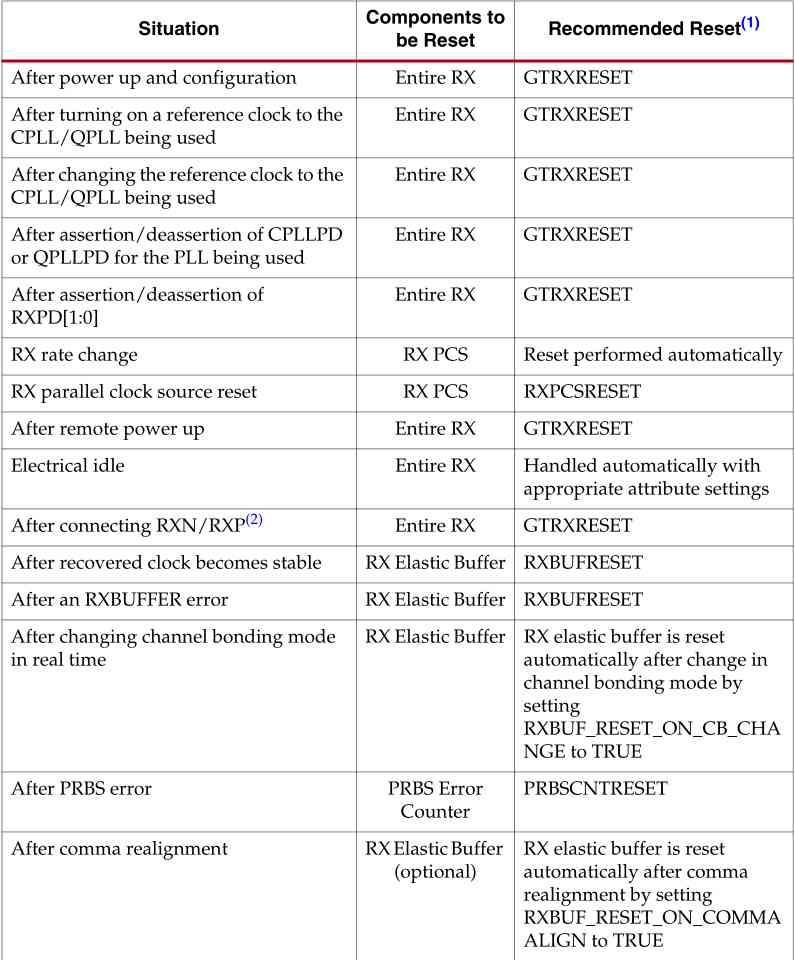 Situation
Components to
be Reset
Recommended Reset(1)
After power up and configuration
Entire RX
GTRXRESET
After turning on a reference clock to the
CPLL/QPLL being used
Entire RX
GTRXRESET
After changing the reference clock to the
CPLL/QPLL being used
Entire RX
GTRXRESET
After assertion/deassertion of CPLLPD
or QPLLPD for the PLL being used
Entire RX
GTRXRESET
After assertion/deassertion of
RXPD[1:0]
Entire RX
GTRXRESET
RX rate change
RX PCS
Reset performed automatically
RX parallel clock source reset
RX PCS
RXPCSRESET
After remote power up
Entire RX
GTRXRESET
Electrical idle
Entire RX
Handled automatically with
appropriate attribute settings
After connecting RXN/RXP(2)
Entire RX
GTRXRESET
After recovered clock becomes stable
RX Elastic Buffer
RXBUFRESET
After an RXBUFFER error
RX Elastic Buffer
RXBUFRESET
After changing channel bonding mode
in real time
RX Elastic Buffer
RX elastic buffer is reset
automatically after change in
channel bonding mode by
setting
RXBUF_RESET_ON_CB_CHA
NGE to TRUE
After PRBS error
PRBS Error
Counter
PRBSCNTRESET
After comma realignment
RX Elastic Buffer
(optional)
RX elastic buffer is reset
automatically after comma
realignment by setting
RXBUF_RESET_ON_COMMA
ALIGN to TRUE